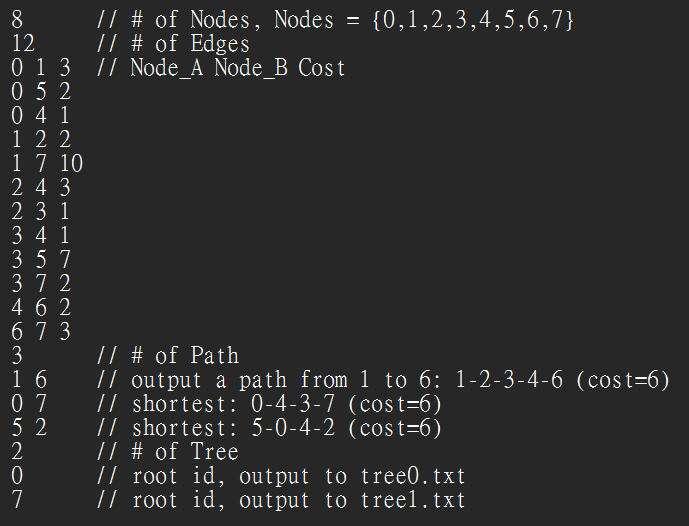 8 // # of Nodes, Nodes = {0,1,2,3,4,5,6,7}
12 // # of Edges
0 1 3 // Node_A Node_B Cost
0 5 2
0 4 1
1 2 2
1 7 10
2 4 3
2 3 1
3 4 1
3 5 7
3 7 2
4 6 2
6 7 3
3 // # of Path
1 6 // output a path from 1 to 6: 1-2-3-4-6 (cost=6)
0 7 // shortest: 0-4-3-7 (cost=6)
5 2 // shortest: 5-0-4-2 (cost=6)
2 // # of Tree
0 // root id, output to tree0.txt
7 // root id, output to tree1.txt